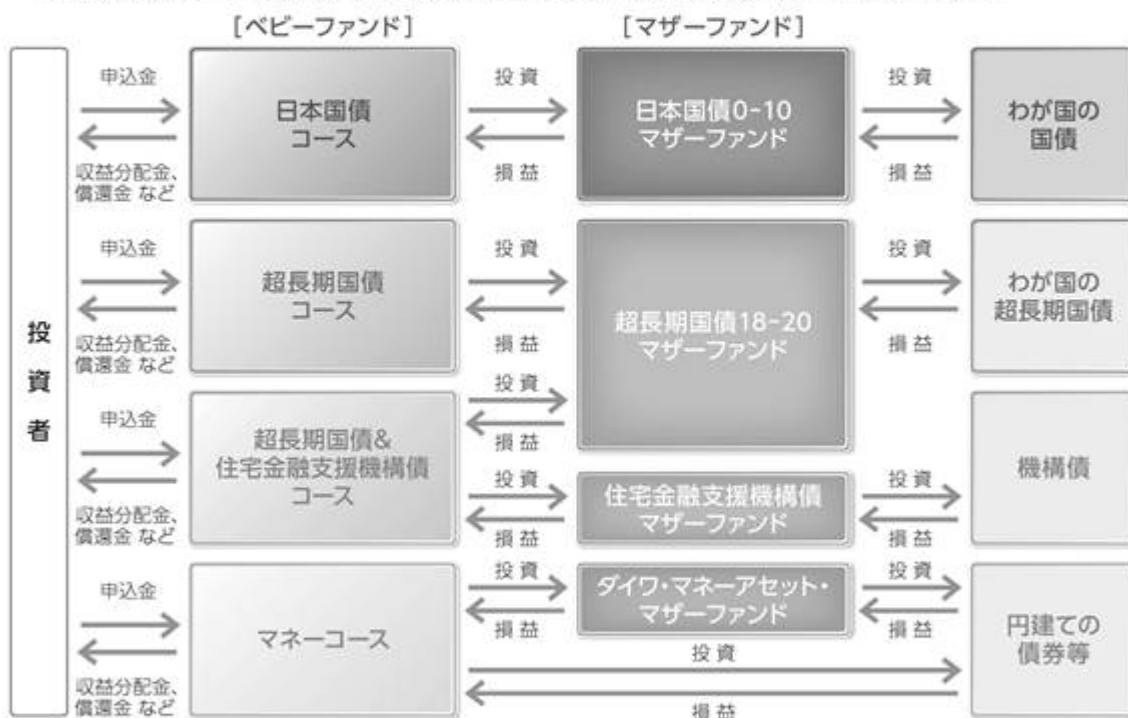 [ベビーファンド]
[マザーファンド]
投資者
申込金
収益分配金、
償還金 など
日本国債
コース
投 資
損 益
日本国債0-10
マザーファンド
投 資
損 益
わが国の
国債
申込金
収益分配金、
償還金 など
超長期国債
コース
投 資
損 益
超長期国債18-20
マザーファンド
投 資
損 益
わが国の
超長期国債
申込金
収益分配金、
償還金 など
超長期国債&
住宅金融支援機構債
コース
投 資
損 益
投 資
損 益
住宅金融支援機構債
マザーファンド
投 資
損 益
機構債
申込金
収益分配金、
償還金 など
マネーコース
投 資
損 益
ダイワ・マネーアセット・
マザーファンド
投 資
損 益
投 資
損 益
円建ての
債券等